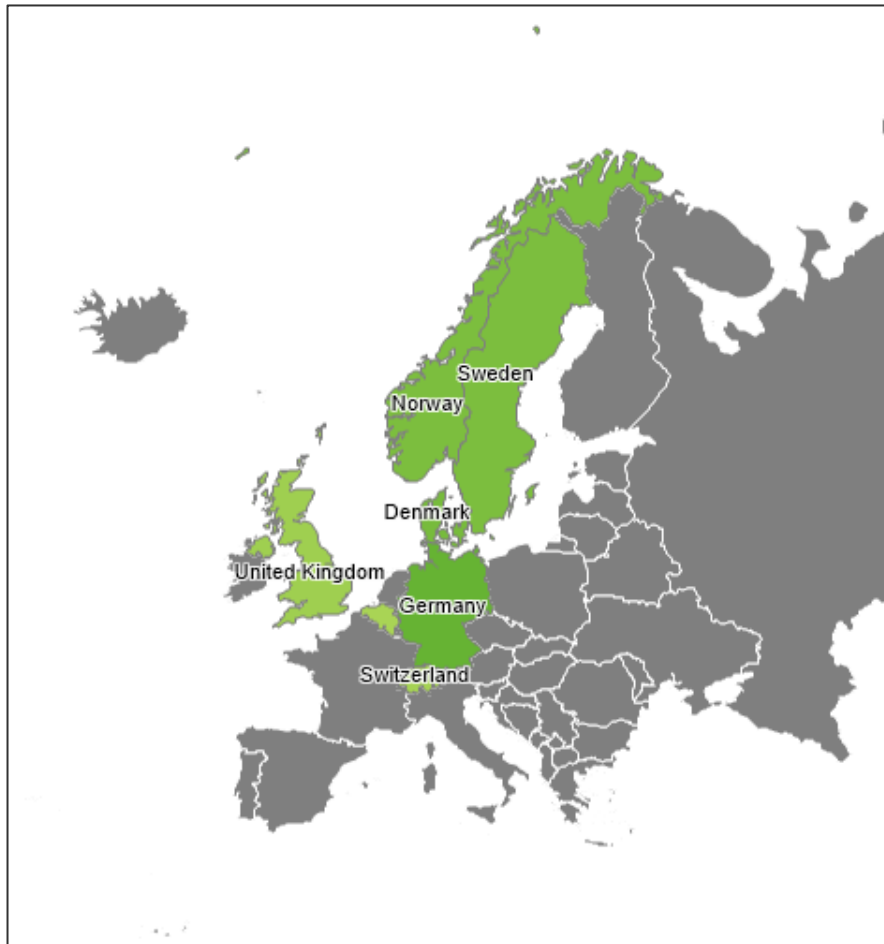 Sweden
Norway
Denmark
United Kingdom
Germany
Switzerland